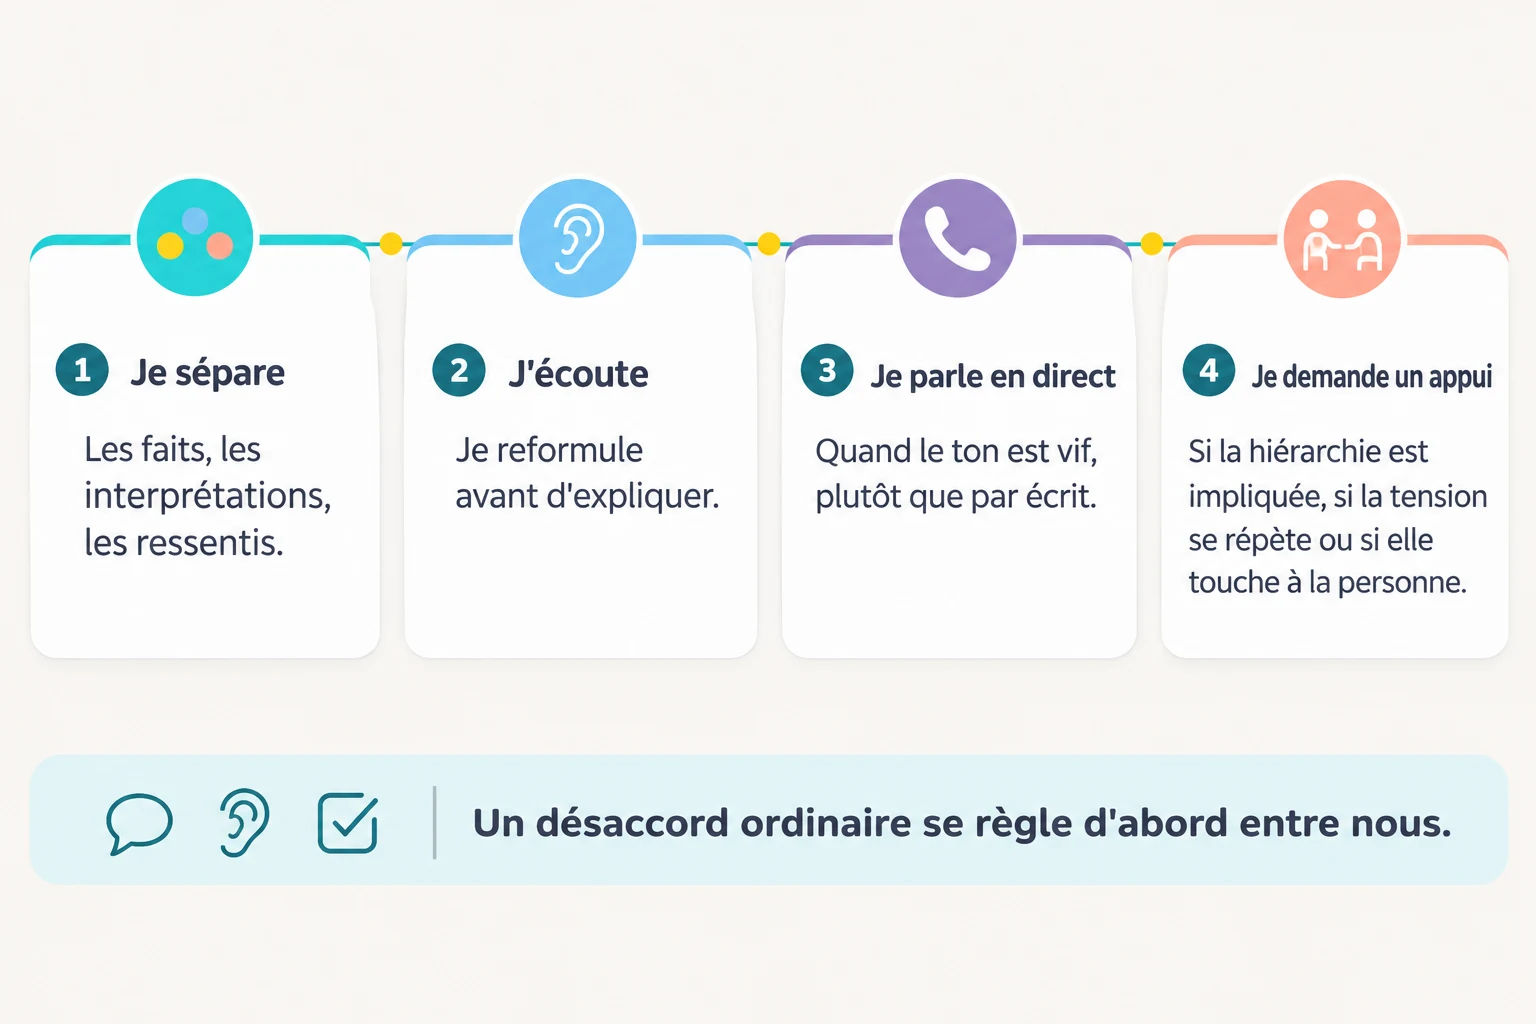 1 Je sépare
Les faits, les
interprétations,
les ressentis.
2 J'écoute
Je reformule
avant d'expliquer.
3 Je parle en direct
Quand le ton est vif,
plutôt que par écrit.
4 Je demande un appui
Si la hiérarchie est
impliquée, si la tension
se répète ou si elle
touche à la personne.
Un désaccord ordinaire se règle d'abord entre nous.